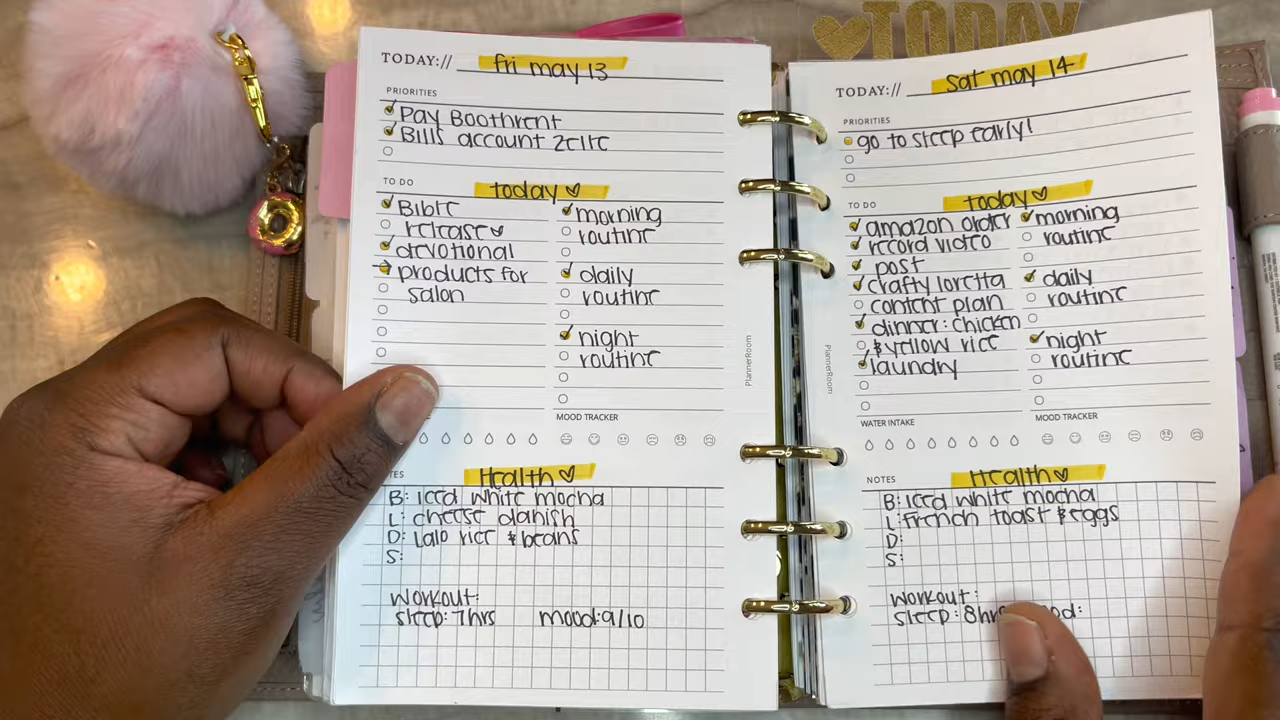 TODAY
TODAY:// fri may 13
PRIORITIES
Pay Boothrent
Bills account zelle
TO DO
today
Bible
release
devotional
products for
salon
morning
routine
daily
routine
night
routine
MOOD TRACKER
PlannerRoom
TES
Health
B: iced white mocha
L: cheese danish
D: Lalo rice & beans
S:
Workout:
sleep: 7hrs mood: 9/10
TODAY:// Sat may 14
PRIORITIES
go to sleep early!
TO DO
today
amazon order
record video
post
crafty loretta
content plan
dinner: chicken
& yellow rice
laundry
morning
routine
daily
routine
night
routine
WATER INTAKE
MOOD TRACKER
PlannerRoom
NOTES
Health
B: iced white mocha
L: French toast & eggs
D:
S:
Workout:
sleep: 8hr od: